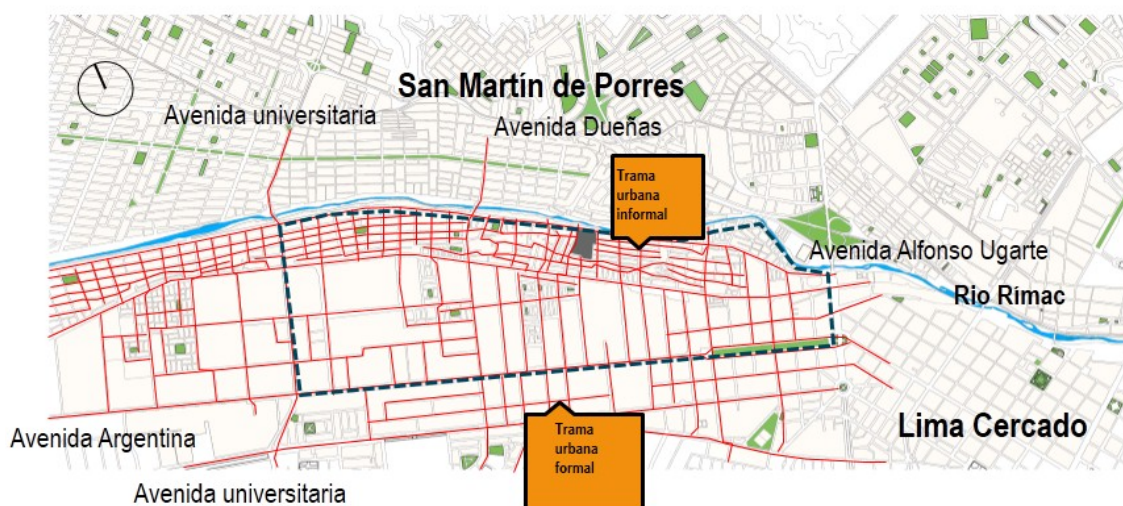 San Martín de Porres
Avenida universitaria
Avenida Dueñas
Trama
urbana
informal
Avenida Alfonso Ugarte
Rio Rímac
Avenida Argentina
Trama
urbana
formal
Lima Cercado
Avenida universitaria